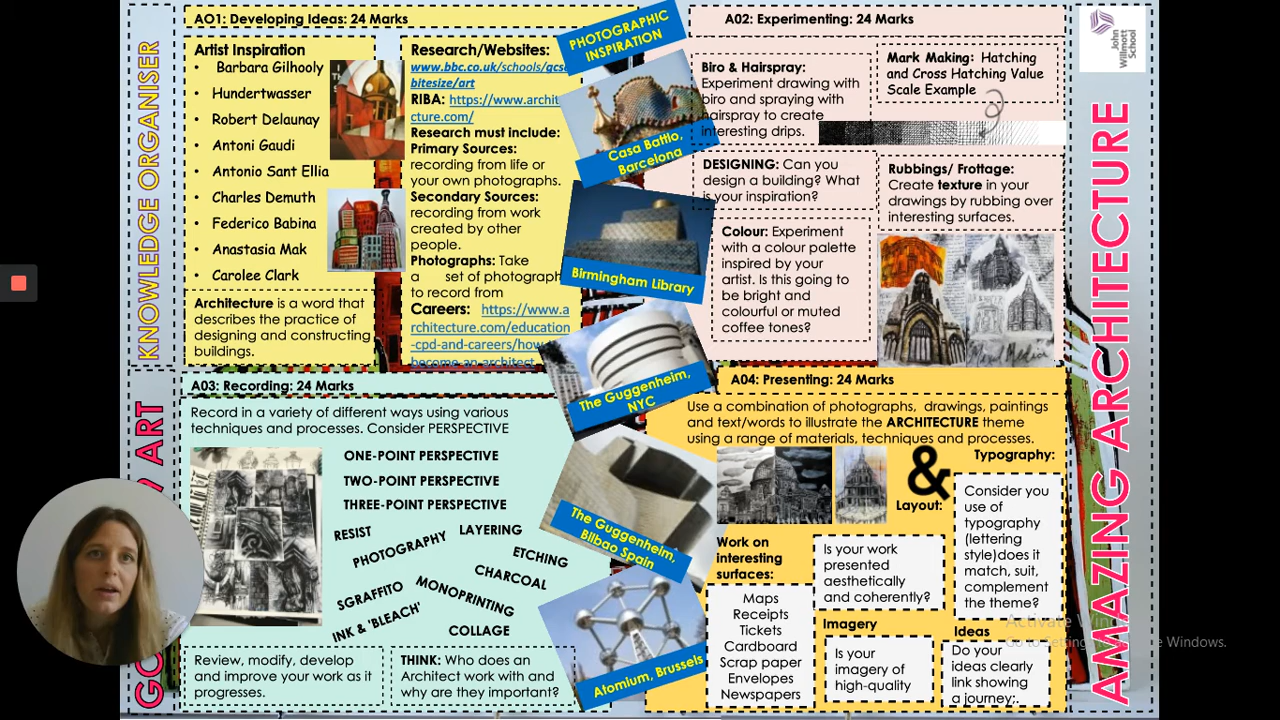 KNOWLEDGE ORGANISER
AO1: Developing Ideas: 24 Marks
Artist Inspiration
• Barbara Gilhooly
• Hundertwasser
• Robert Delaunay
• Antoni Gaudi
• Antonio Sant Ellia
• Charles Demuth
• Federico Babina
• Anastasia Mak
• Carolee Clark
Architecture is a word that
describes the practice of
designing and constructing
buildings.
Research/Websites:
www.bbc.co.uk/schools/gcse
bitesize/art
RIBA: https://www.archit
cture.com/
Research must include:
Primary Sources:
recording from life or
your own photographs.
Secondary Sources:
recording from work
created by other
people.
Photographs: Take
a set of photograph
to record from
Careers: https://www.a
rchitecture.com/education
-cpd-and-careers/how
become-an-architect
PHOTOGRAPHIC
INSPIRATION
Casa Batllo,
Barcelona
Birmingham Library
The Guggenheim,
NYC
The Guggenheim,
Bilbao Spain
Atomium, Brussels
A02: Experimenting: 24 Marks
Biro & Hairspray:
Experiment drawing with
biro and spraying with
hairspray to create
interesting drips.
Mark Making: Hatching
and Cross Hatching Value
Scale Example
DESIGNING: Can you
design a building? What
is your inspiration?
Rubbings/ Frottage:
Create texture in your
drawings by rubbing over
interesting surfaces.
Colour: Experiment
with a colour palette
inspired by your
artist. Is this going to
be bright and
colourful or muted
coffee tones?
John
Willmott
School
AMAZING ARCHITECTURE
A03: Recording: 24 Marks
Record in a variety of different ways using various
techniques and processes. Consider PERSPECTIVE
ONE-POINT PERSPECTIVE
TWO-POINT PERSPECTIVE
THREE-POINT PERSPECTIVE
RESIST
PHOTOGRAPHY
LAYERING
ETCHING
CHARCOAL
SGRAFFITO
MONOPRINTING
INK & 'BLEACH'
COLLAGE
Review, modify, develop
and improve your work as it
progresses.
THINK: Who does an
Architect work with and
why are they important?
A04: Presenting: 24 Marks
Use a combination of photographs, drawings, paintings
and text/words to illustrate the ARCHITECTURE theme
using a range of materials, techniques and processes.
Typography:
&
Layout:
Consider you
use of
typography
(lettering
style)does it
match, suit,
complement
the theme?
Work on
interesting
surfaces:
Maps
Receipts
Tickets
Cardboard
Scrap paper
Envelopes
Newspapers
Is your work
presented
aesthetically
and coherently?
Imagery
Is your
imagery of
high-quality
Ideas
Do your
ideas clearly
link showing
a journey;.
ART